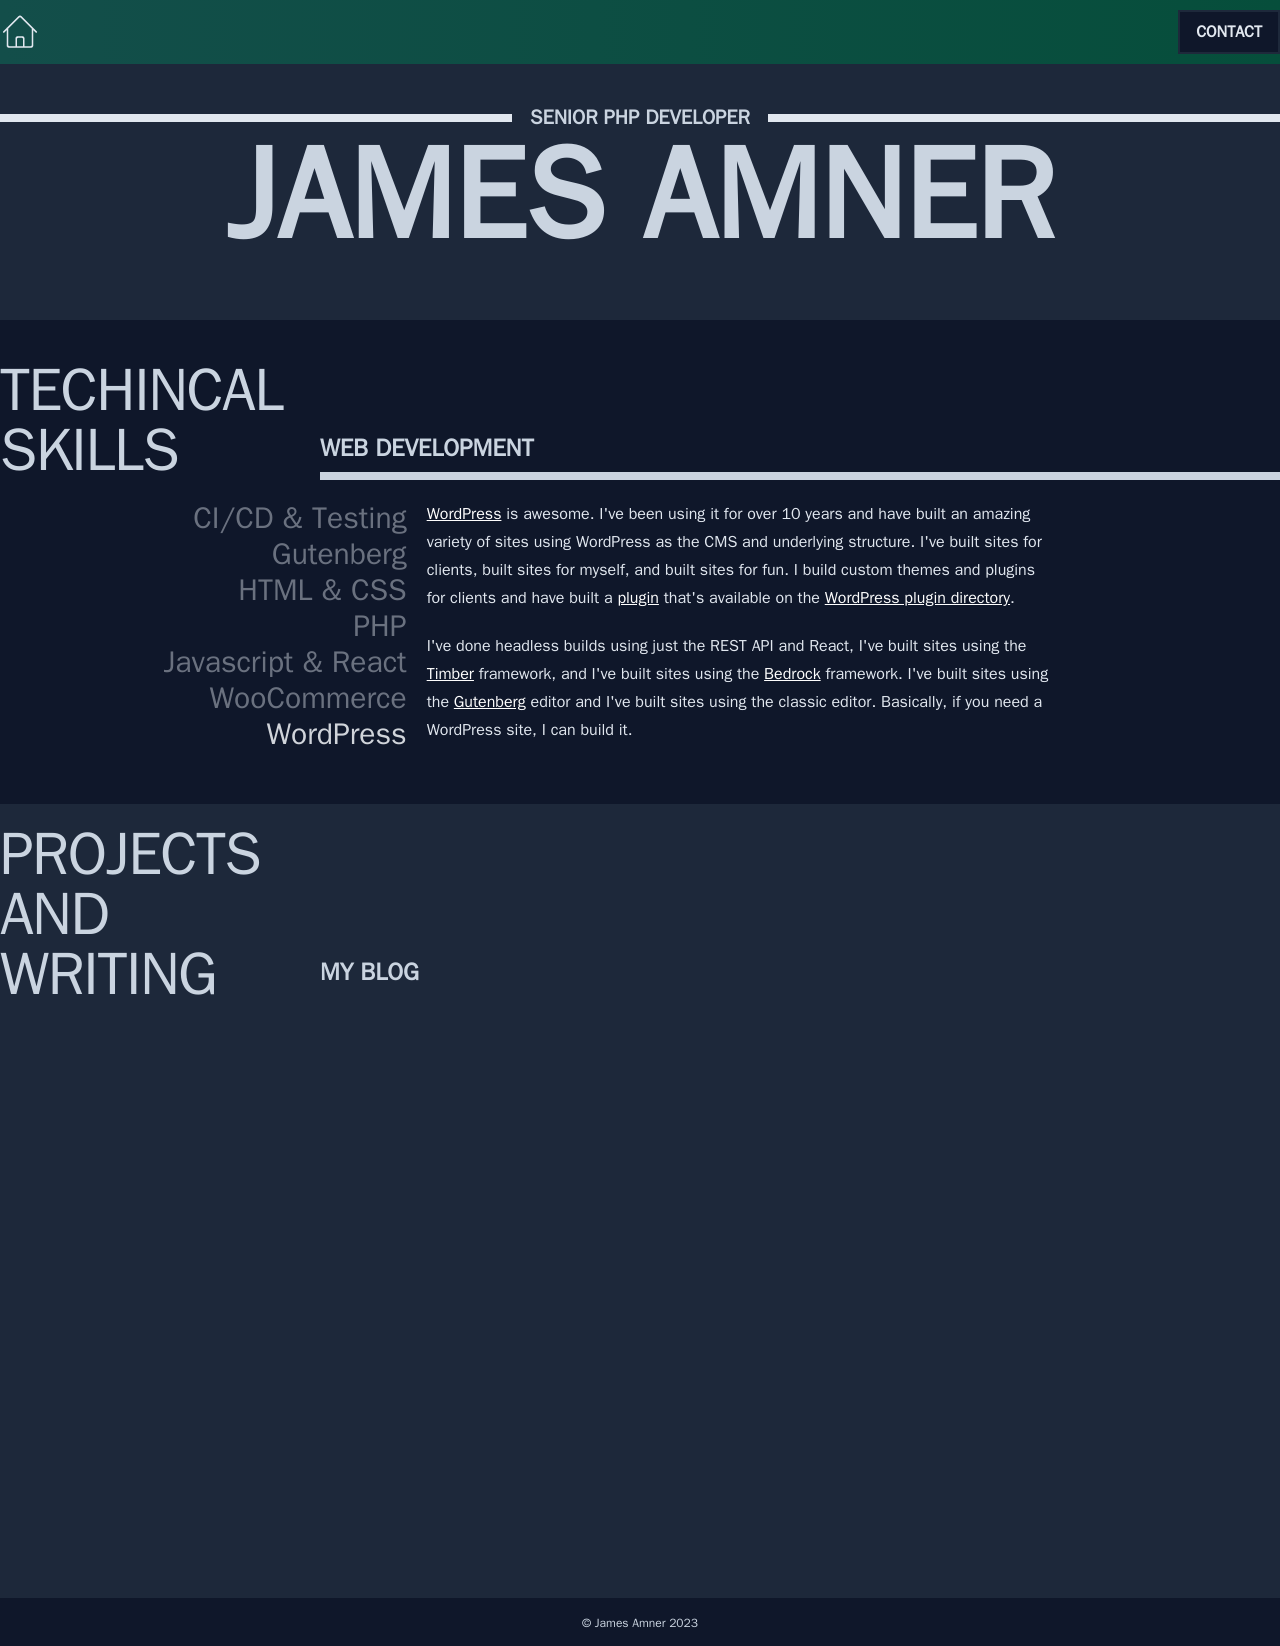 CONTACT
SENIOR PHP DEVELOPER
JAMES AMNER
TECHINCAL
SKILLS
WEB DEVELOPMENT
CI/CD & Testing
Gutenberg
HTML & CSS
PHP
Javascript & React
WooCommerce
WordPress
WordPress is awesome. I've been using it for over 10 years and have built an amazing
variety of sites using WordPress as the CMS and underlying structure. I've built sites for
clients, built sites for myself, and built sites for fun. I build custom themes and plugins
for clients and have built a plugin that's available on the WordPress plugin directory.
I've done headless builds using just the REST API and React, I've built sites using the
Timber framework, and I've built sites using the Bedrock framework. I've built sites using
the Gutenberg editor and I've built sites using the classic editor. Basically, if you need a
WordPress site, I can build it.
PROJECTS
AND
WRITING
MY BLOG
© James Amner 2023